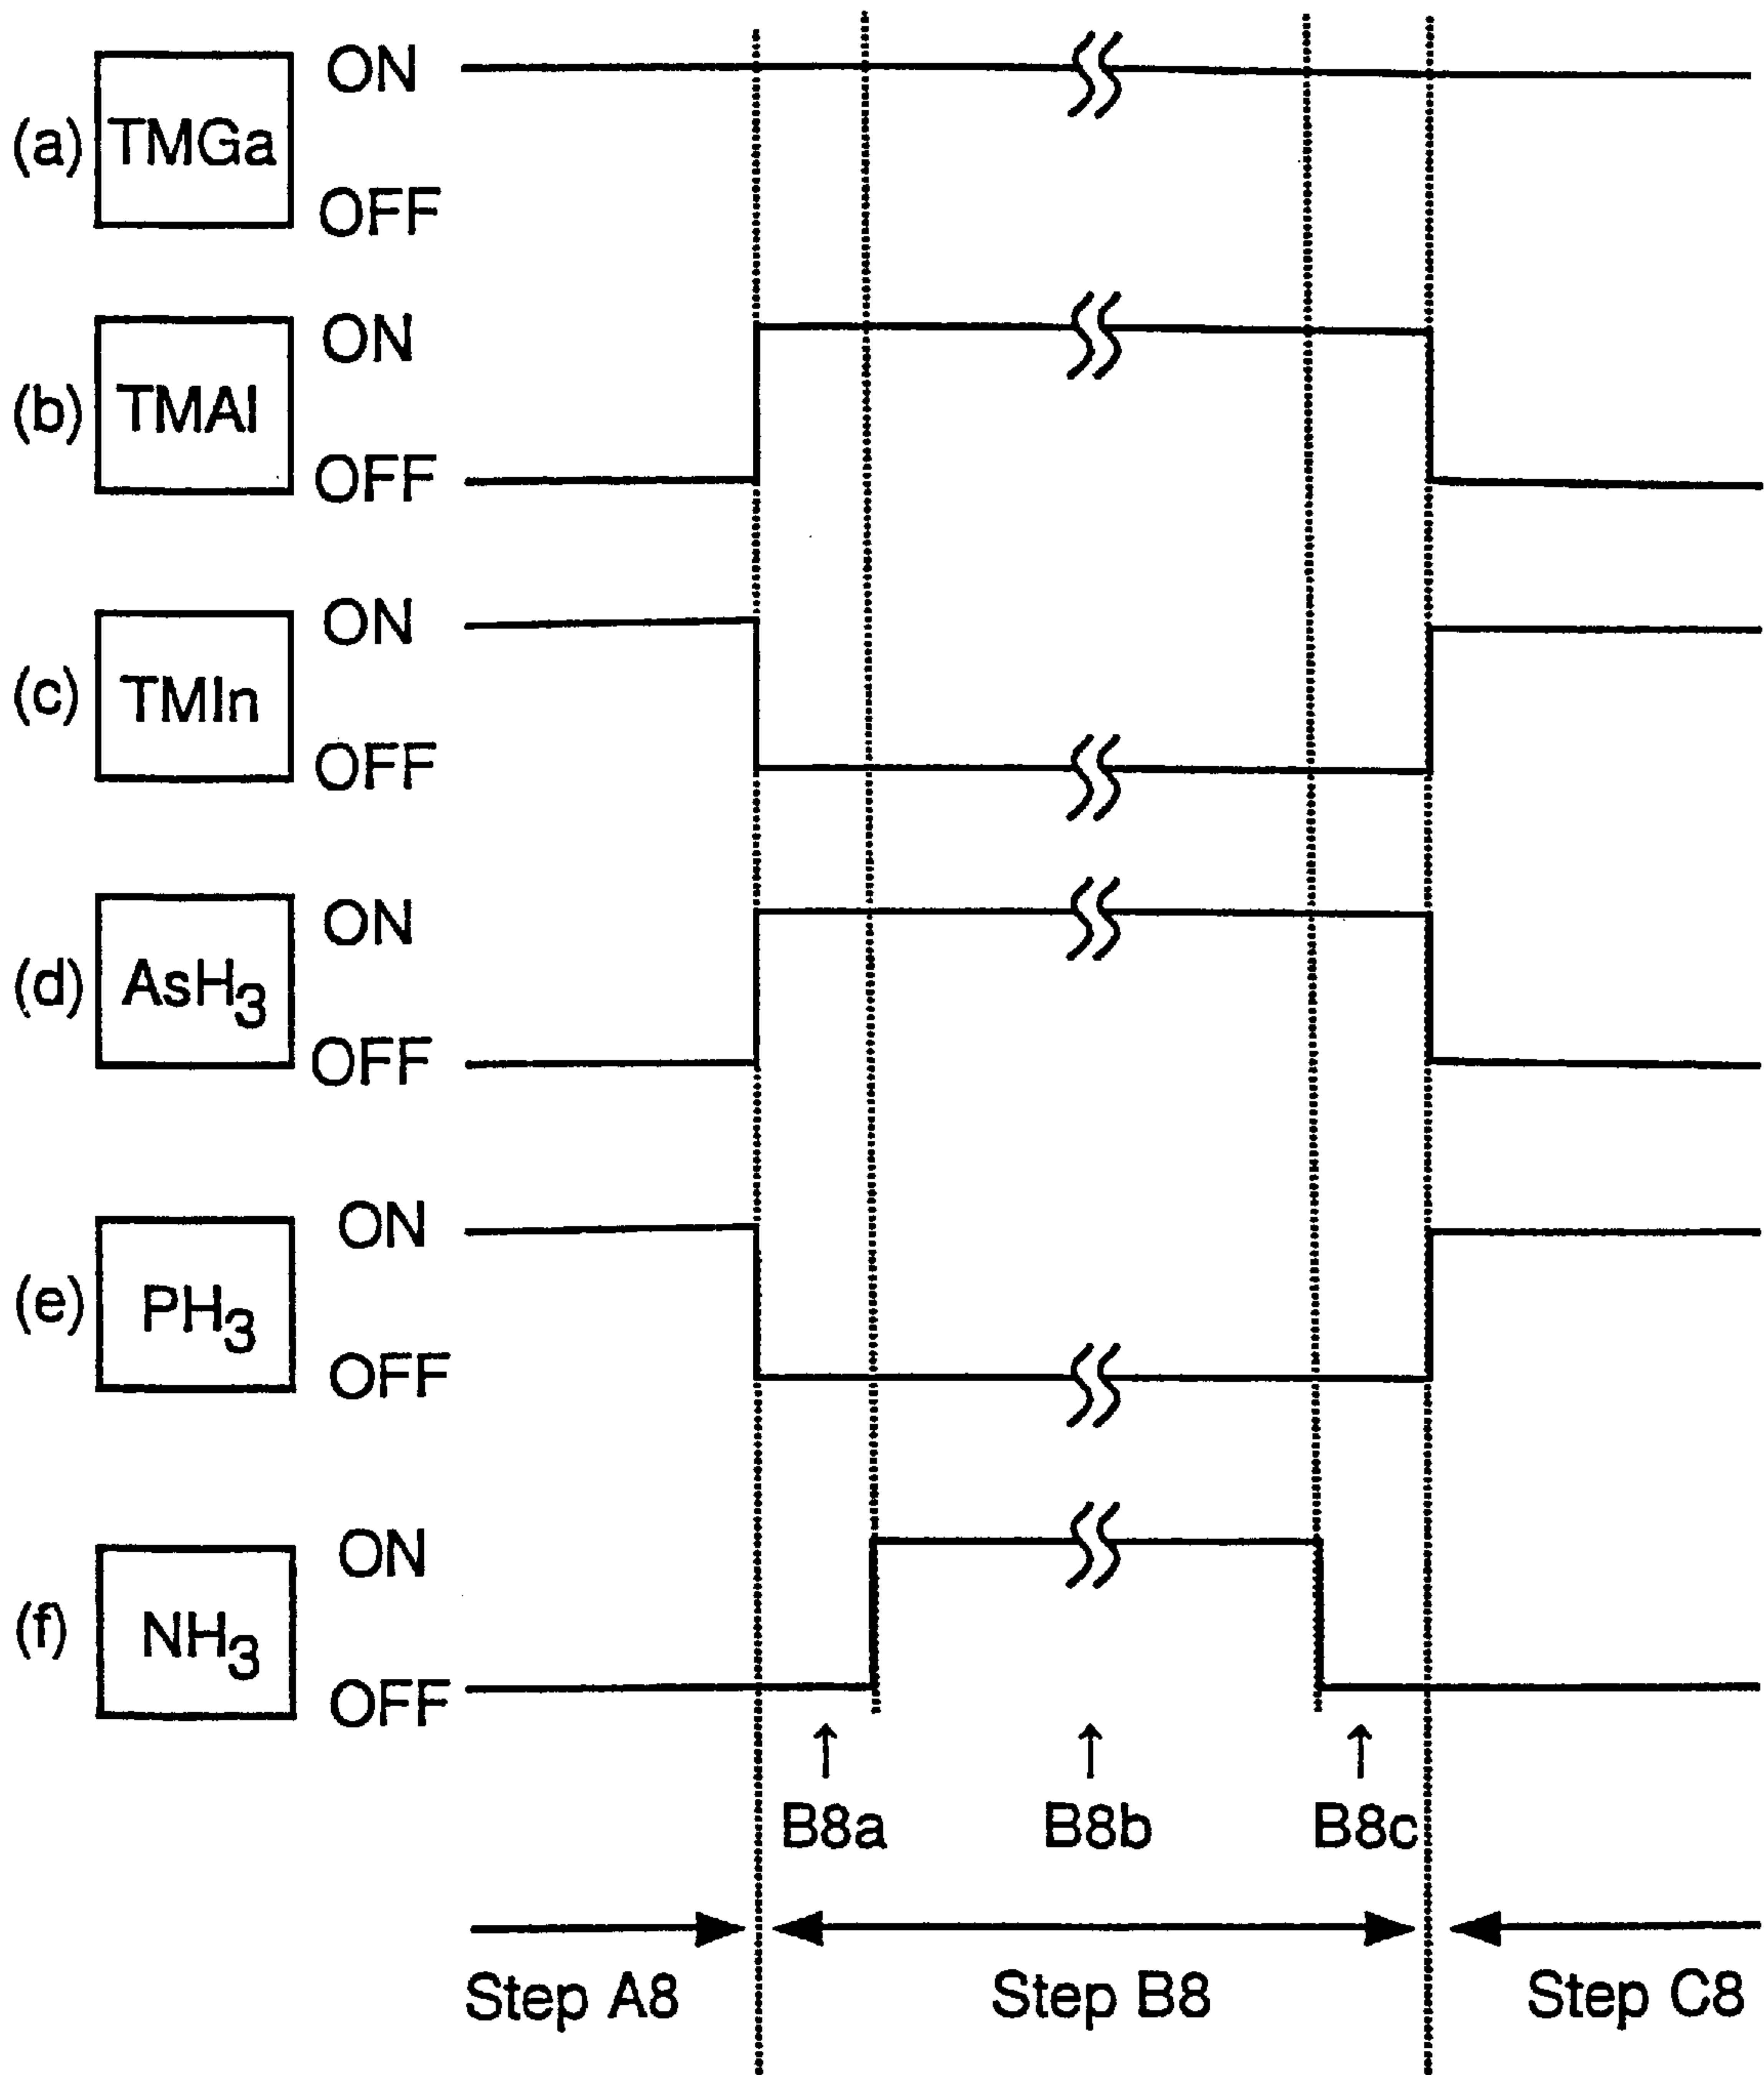 ON
(a) TMGa
OFF
ON
(b) TMAl
OFF
ON
(c) TMIn
OFF
ON
(d) AsH3
OFF
ON
(e) PH3
OFF
ON
(f) NH3
OFF
↑ ↑ ↑
B8a B8b B8c
Step A8 Step B8 Step C8